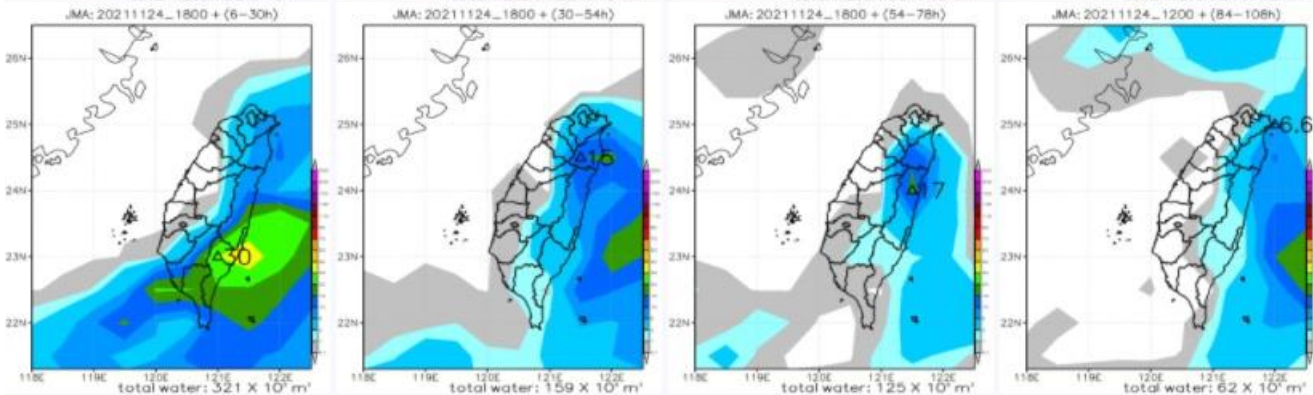 JMA: 20211124_1800 + (6-30h)
JMA: 20211124_1800 + (30-54h)
JMA: 20211124_1800 + (54-78h)
JMA: 20211124_1200 + (84-108h)
26N
25N
24N
23N
22N
118E 119E 120E 121E 122E
30
total water: 321 X 10⁶ m³
26N
25N
24N
23N
22N
118E 119E 120E 121E 122E
total water: 159 X 10⁶ m³
26N
25N
24N
23N
22N
118E 119E 120E 121E 122E
17
total water: 125 X 10⁶ m³
26N
25N
24N
23N
22N
118E 119E 120E 121E 122E
6.6
total water: 62 X 10⁶ m³